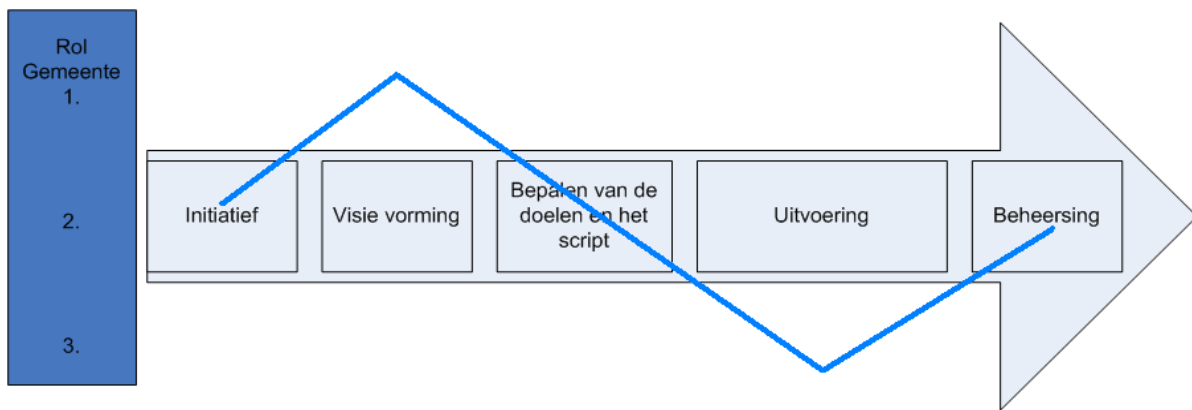 Rol
Gemeente
1.
2.
3.
Initiatief
Visie vorming
Bepalen van de
doelen en het
script
Uitvoering
Beheersing